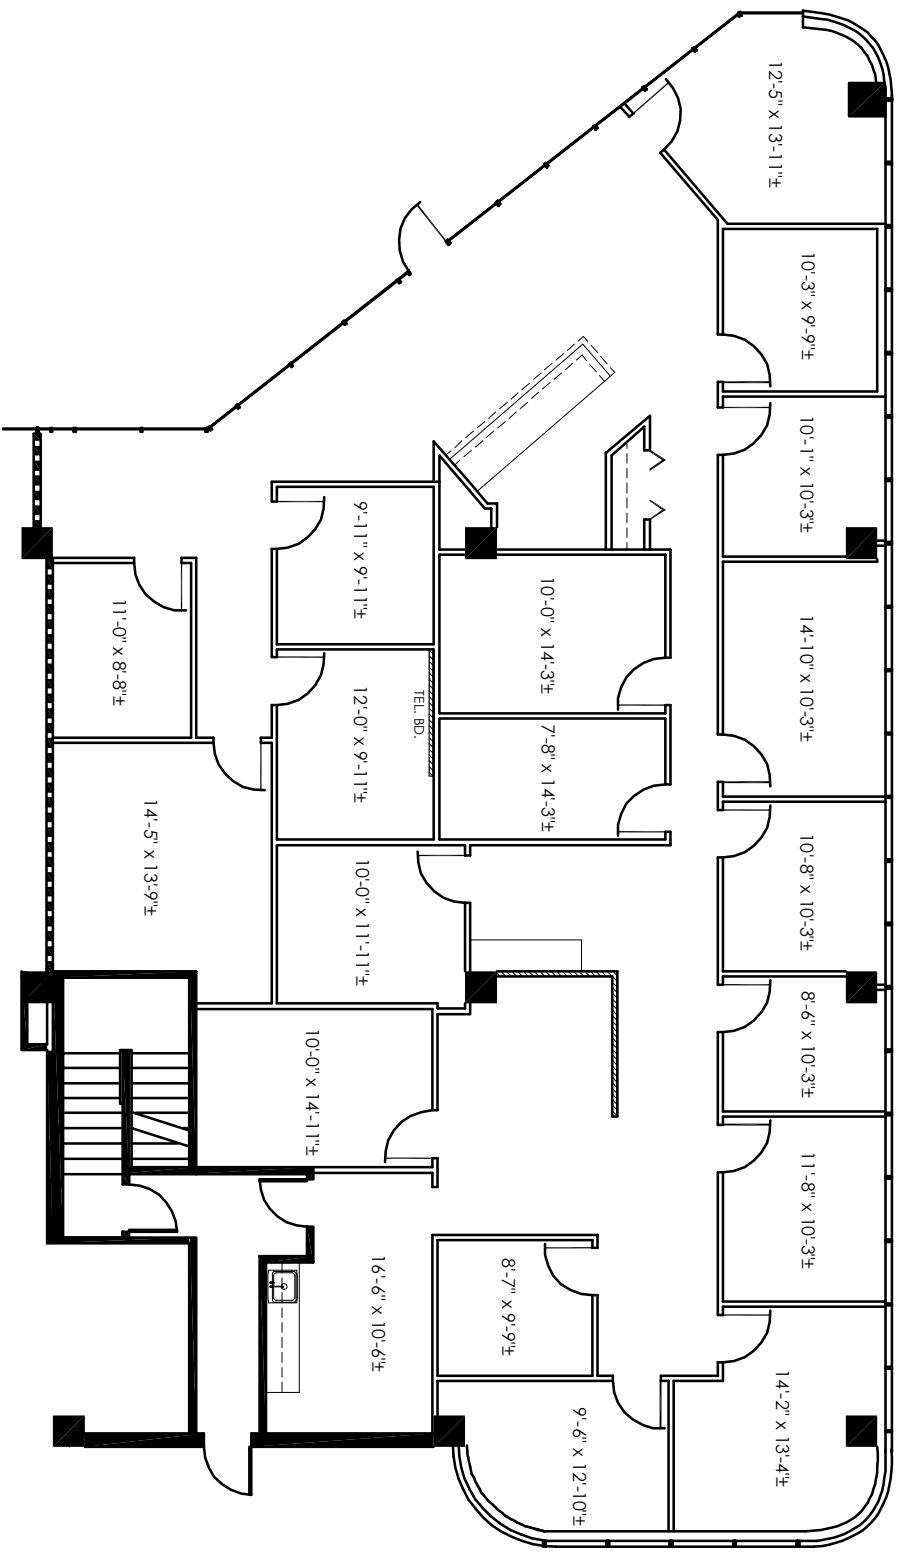 12'-5" x 13'-11"±
10'-3" x 9'-9"±
10'-1" x 10'-3"±
14'-10" x 10'-3"±
10'-8" x 10'-3"±
8'-6" x 10'-3"±
11'-8" x 10'-3"±
14'-2" x 13'-4"±
10'-0" x 14'-3"±
7'-8" x 14'-3"±
8'-7" x 9'-9"±
9'-6" x 12'-10"±
9'-11" x 9'-11"±
TEL. BD.
12'-0" x 9'-11"±
10'-0" x 11'-11"±
10'-0" x 14'-11"±
16'-6" x 10'-6"±
11'-0" x 8'-8"±
14'-5" x 13'-9"±